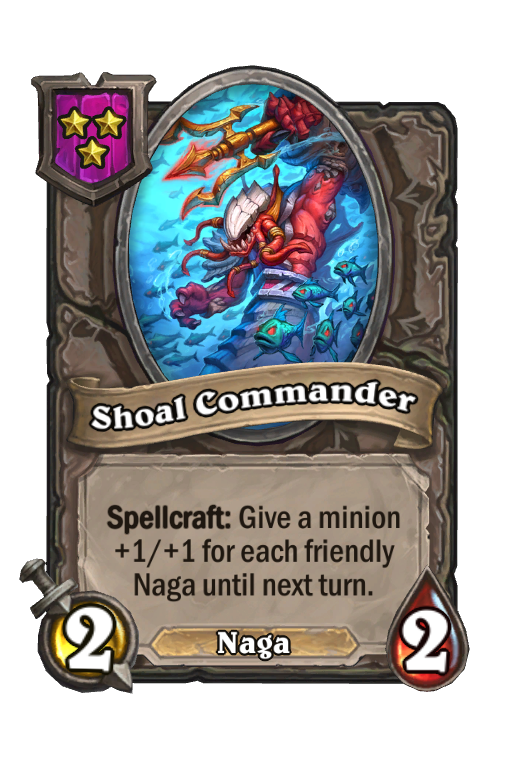 Shoal Commander
Spellcraft: Give a minion
+1/+1 for each friendly
Naga until next turn.
2
Naga
2